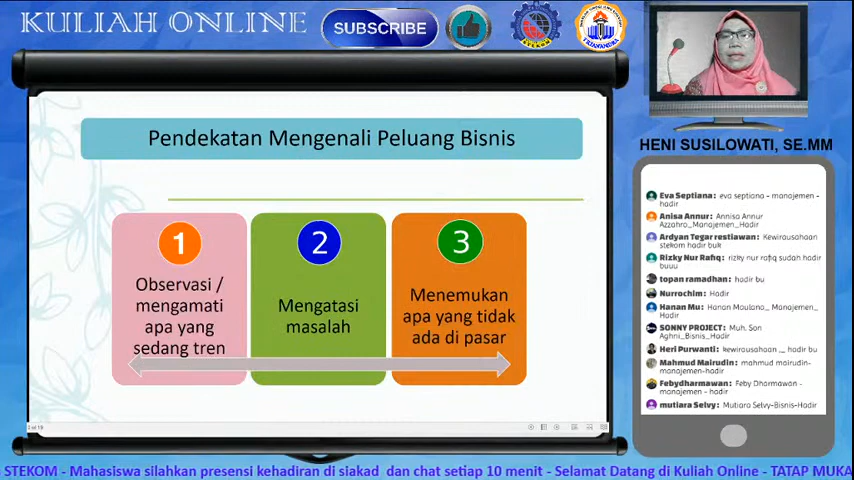 KULIAH ONLINE
SUBSCRIBE
STEKOM
HENI SUSILOWATI, SE.MM
Pendekatan Mengenali Peluang Bisnis
1
Observasi /
mengamati
apa yang
sedang tren
2
Mengatasi
masalah
3
Menemukan
apa yang tidak
ada di pasar
Eva Septiana: eva septiana - manajemen -
hadir
Anisa Annur: Annisa Annur
Azzahro_Manajemen_Hadir
Ardyan Tegar restiawan: Kewirausahaan
stekom hadir buk
Rizky Nur Rafiq: rizky nur rafiq sudah hadir
buuu
topan ramadhan: hadir bu
Nurrochim: Hadir
Hanan Mu: Hanan Maulana_ Manajemen_
Hadir
SONNY PROJECT: Muh. Son
Aghni_Bisnis_Hadir
Heri Purwanti: kewirausahaan ,_ hadir bu
Mahmud Mairudin: mahmud mairudin-
manajemen-hadir
Febydharmawan: Feby Dharmawan -
manajemen - hadir
mutiara Selvy: Mutiara Selvy-Bisnis-Hadir
STEKOM - Mahasiswa silahkan presensi kehadiran di siakad dan chat setiap 10 menit - Selamat Datang di Kuliah Online - TATAP MUKA